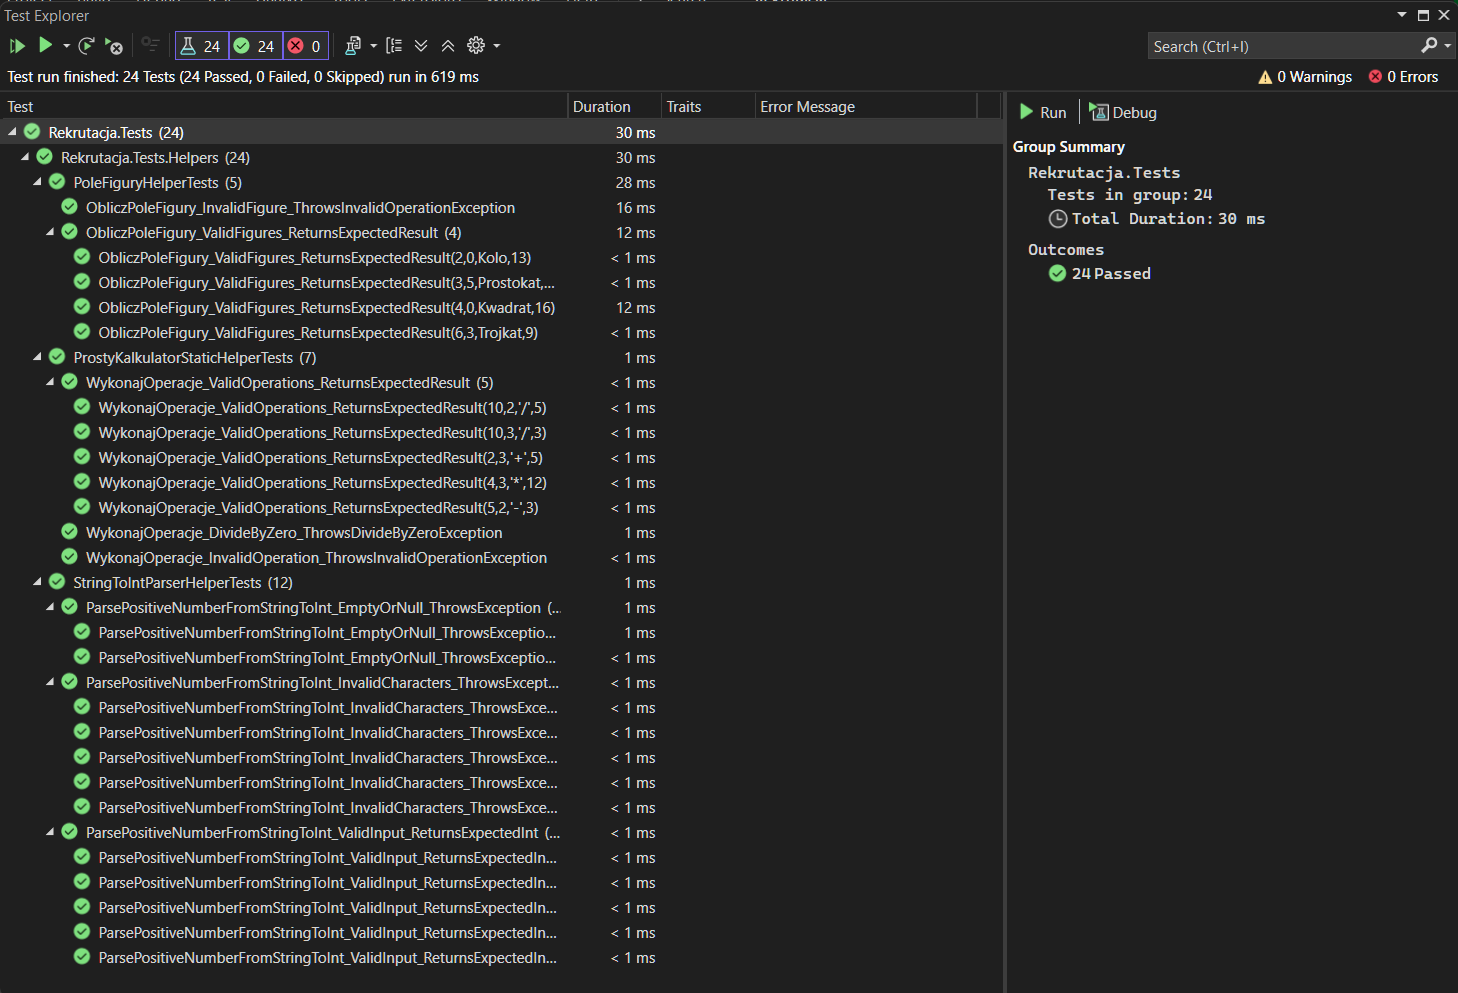 Test Explorer
24 24 0
Search (Ctrl+I)
Test run finished: 24 Tests (24 Passed, 0 Failed, 0 Skipped) run in 619 ms
0 Warnings 0 Errors
Test Duration Traits Error Message
Rekrutacja.Tests (24) 30 ms
Rekrutacja.Tests.Helpers (24) 30 ms
PoleFiguryHelperTests (5) 28 ms
ObliczPoleFigury_InvalidFigure_ThrowsInvalidOperationException 16 ms
ObliczPoleFigury_ValidFigures_ReturnsExpectedResult (4) 12 ms
ObliczPoleFigury_ValidFigures_ReturnsExpectedResult(2,0,Kolo,13) < 1 ms
ObliczPoleFigury_ValidFigures_ReturnsExpectedResult(3,5,Prostokat,... < 1 ms
ObliczPoleFigury_ValidFigures_ReturnsExpectedResult(4,0,Kwadrat,16) 12 ms
ObliczPoleFigury_ValidFigures_ReturnsExpectedResult(6,3,Trojkat,9) < 1 ms
ProstyKalkulatorStaticHelperTests (7) 1 ms
WykonajOperacje_ValidOperations_ReturnsExpectedResult (5) < 1 ms
WykonajOperacje_ValidOperations_ReturnsExpectedResult(10,2,'/',5) < 1 ms
WykonajOperacje_ValidOperations_ReturnsExpectedResult(10,3,'/',3) < 1 ms
WykonajOperacje_ValidOperations_ReturnsExpectedResult(2,3,'+',5) < 1 ms
WykonajOperacje_ValidOperations_ReturnsExpectedResult(4,3,'*',12) < 1 ms
WykonajOperacje_ValidOperations_ReturnsExpectedResult(5,2,'-',3) < 1 ms
WykonajOperacje_DivideByZero_ThrowsDivideByZeroException 1 ms
WykonajOperacje_InvalidOperation_ThrowsInvalidOperationException < 1 ms
StringToIntParserHelperTests (12) 1 ms
ParsePositiveNumberFromStringToInt_EmptyOrNull_ThrowsException (... 1 ms
ParsePositiveNumberFromStringToInt_EmptyOrNull_ThrowsExceptio... 1 ms
ParsePositiveNumberFromStringToInt_EmptyOrNull_ThrowsExceptio... < 1 ms
ParsePositiveNumberFromStringToInt_InvalidCharacters_ThrowsExcept... < 1 ms
ParsePositiveNumberFromStringToInt_InvalidCharacters_ThrowsExce... < 1 ms
ParsePositiveNumberFromStringToInt_InvalidCharacters_ThrowsExce... < 1 ms
ParsePositiveNumberFromStringToInt_InvalidCharacters_ThrowsExce... < 1 ms
ParsePositiveNumberFromStringToInt_InvalidCharacters_ThrowsExce... < 1 ms
ParsePositiveNumberFromStringToInt_InvalidCharacters_ThrowsExce... < 1 ms
ParsePositiveNumberFromStringToInt_ValidInput_ReturnsExpectedInt (... < 1 ms
ParsePositiveNumberFromStringToInt_ValidInput_ReturnsExpectedIn... < 1 ms
ParsePositiveNumberFromStringToInt_ValidInput_ReturnsExpectedIn... < 1 ms
ParsePositiveNumberFromStringToInt_ValidInput_ReturnsExpectedIn... < 1 ms
ParsePositiveNumberFromStringToInt_ValidInput_ReturnsExpectedIn... < 1 ms
ParsePositiveNumberFromStringToInt_ValidInput_ReturnsExpectedIn... < 1 ms
Run Debug
Group Summary
Rekrutacja.Tests
Tests in group: 24
Total Duration: 30 ms
Outcomes
24 Passed